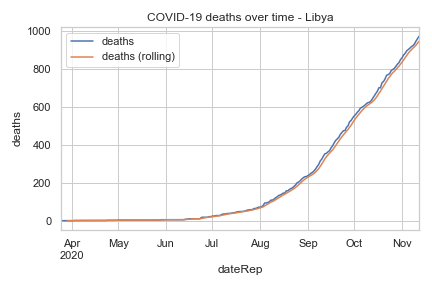 COVID-19 deaths over time - Libya
deaths
deaths (rolling)
1000
800
600
400
200
0
deaths
Apr May Jun Jul Aug Sep Oct Nov
2020
dateRep